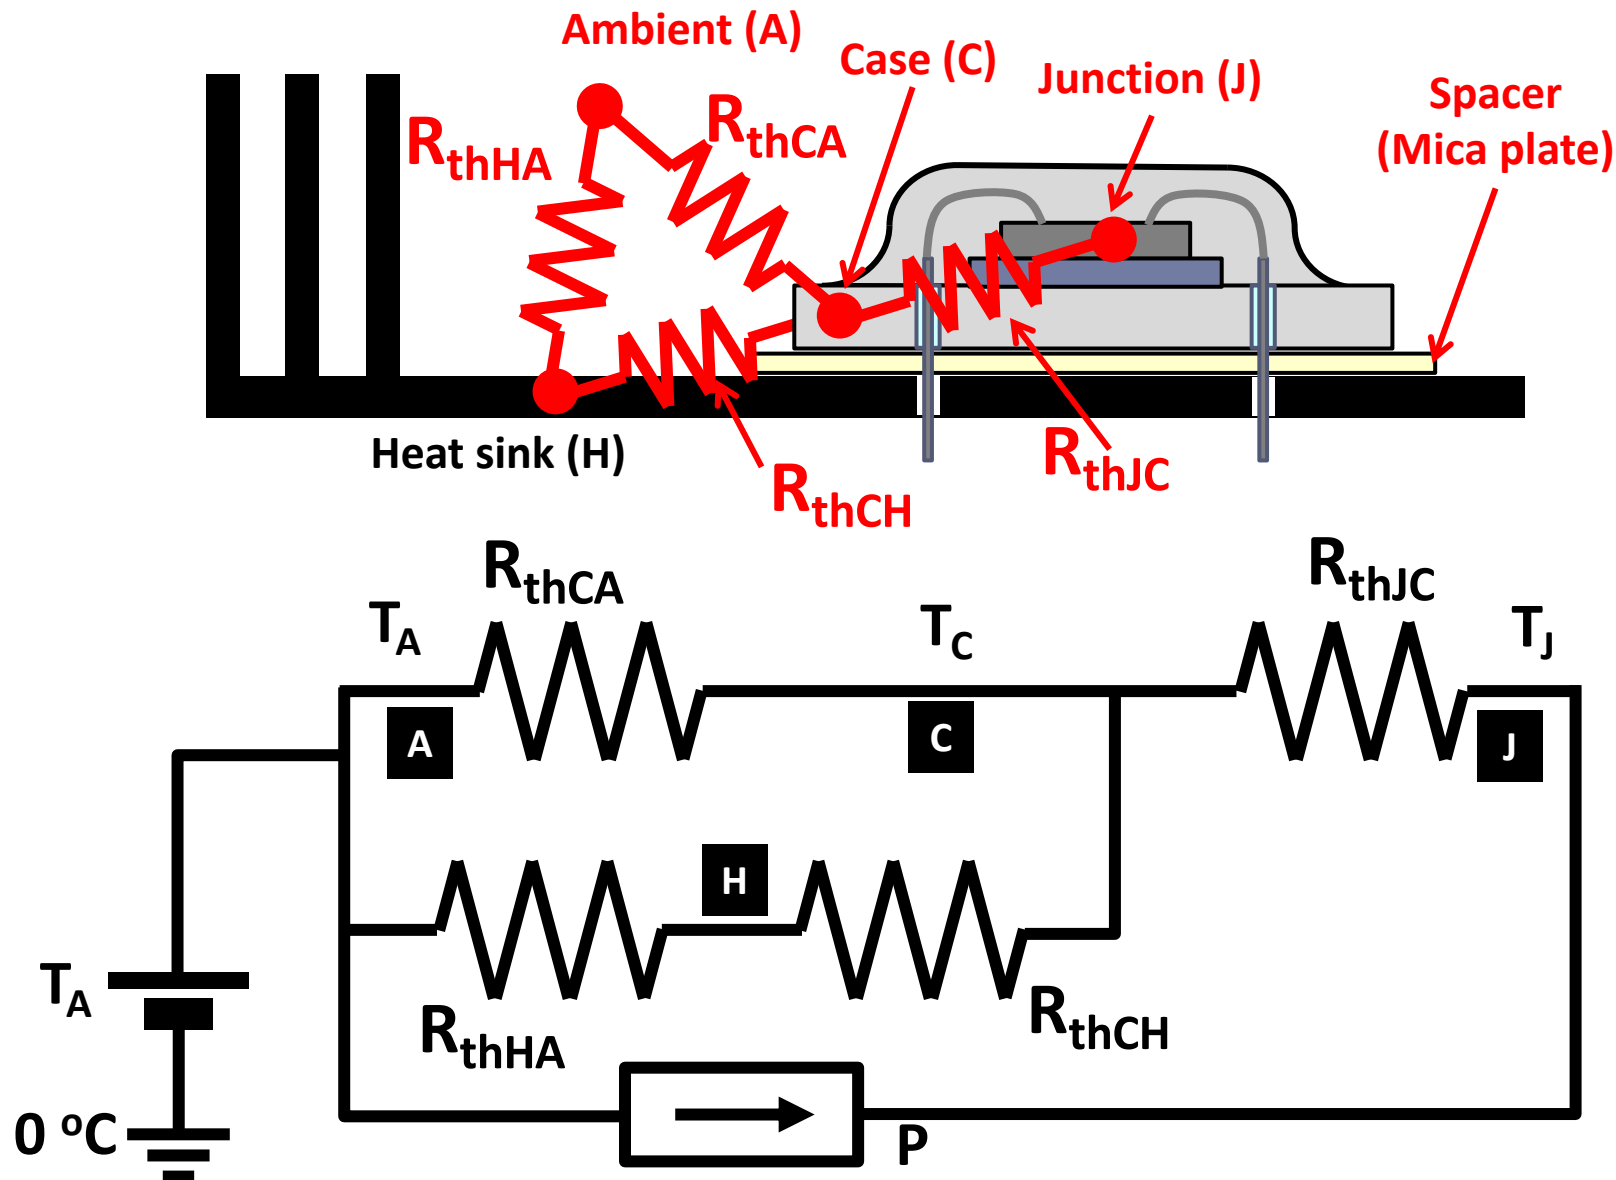 Ambient (A)
Case (C)
Junction (J)
Spacer
(Mica plate)
RthHA
RthCA
Heat sink (H)
RthCH
RthJC
RthCA
RthJC
TA
TC
TJ
A
C
J
H
TA
RthHA
RthCH
0 °C
P